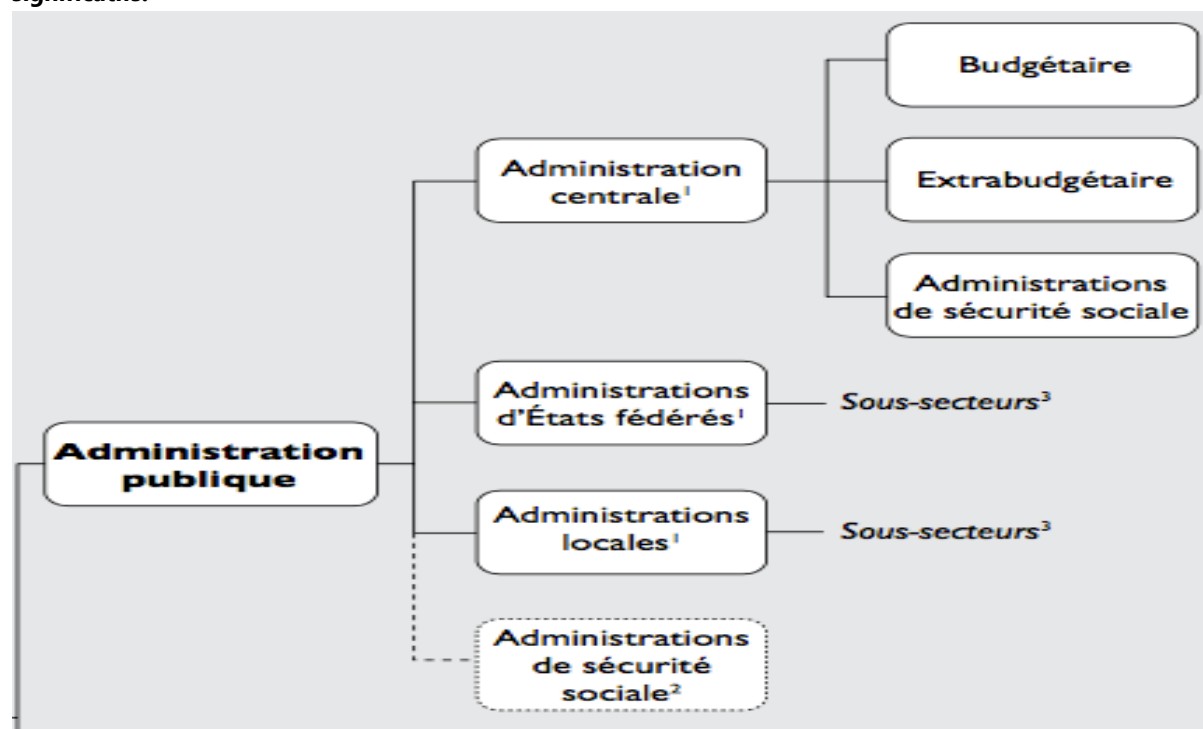 significatifs.
Budgétaire
Administration
centrale¹
Extrabudgétaire
Administrations
de sécurité sociale
Administrations
d'États fédérés¹
Sous-secteurs³
Administration
publique
Administrations
locales¹
Sous-secteurs³
Administrations
de sécurité
sociale²